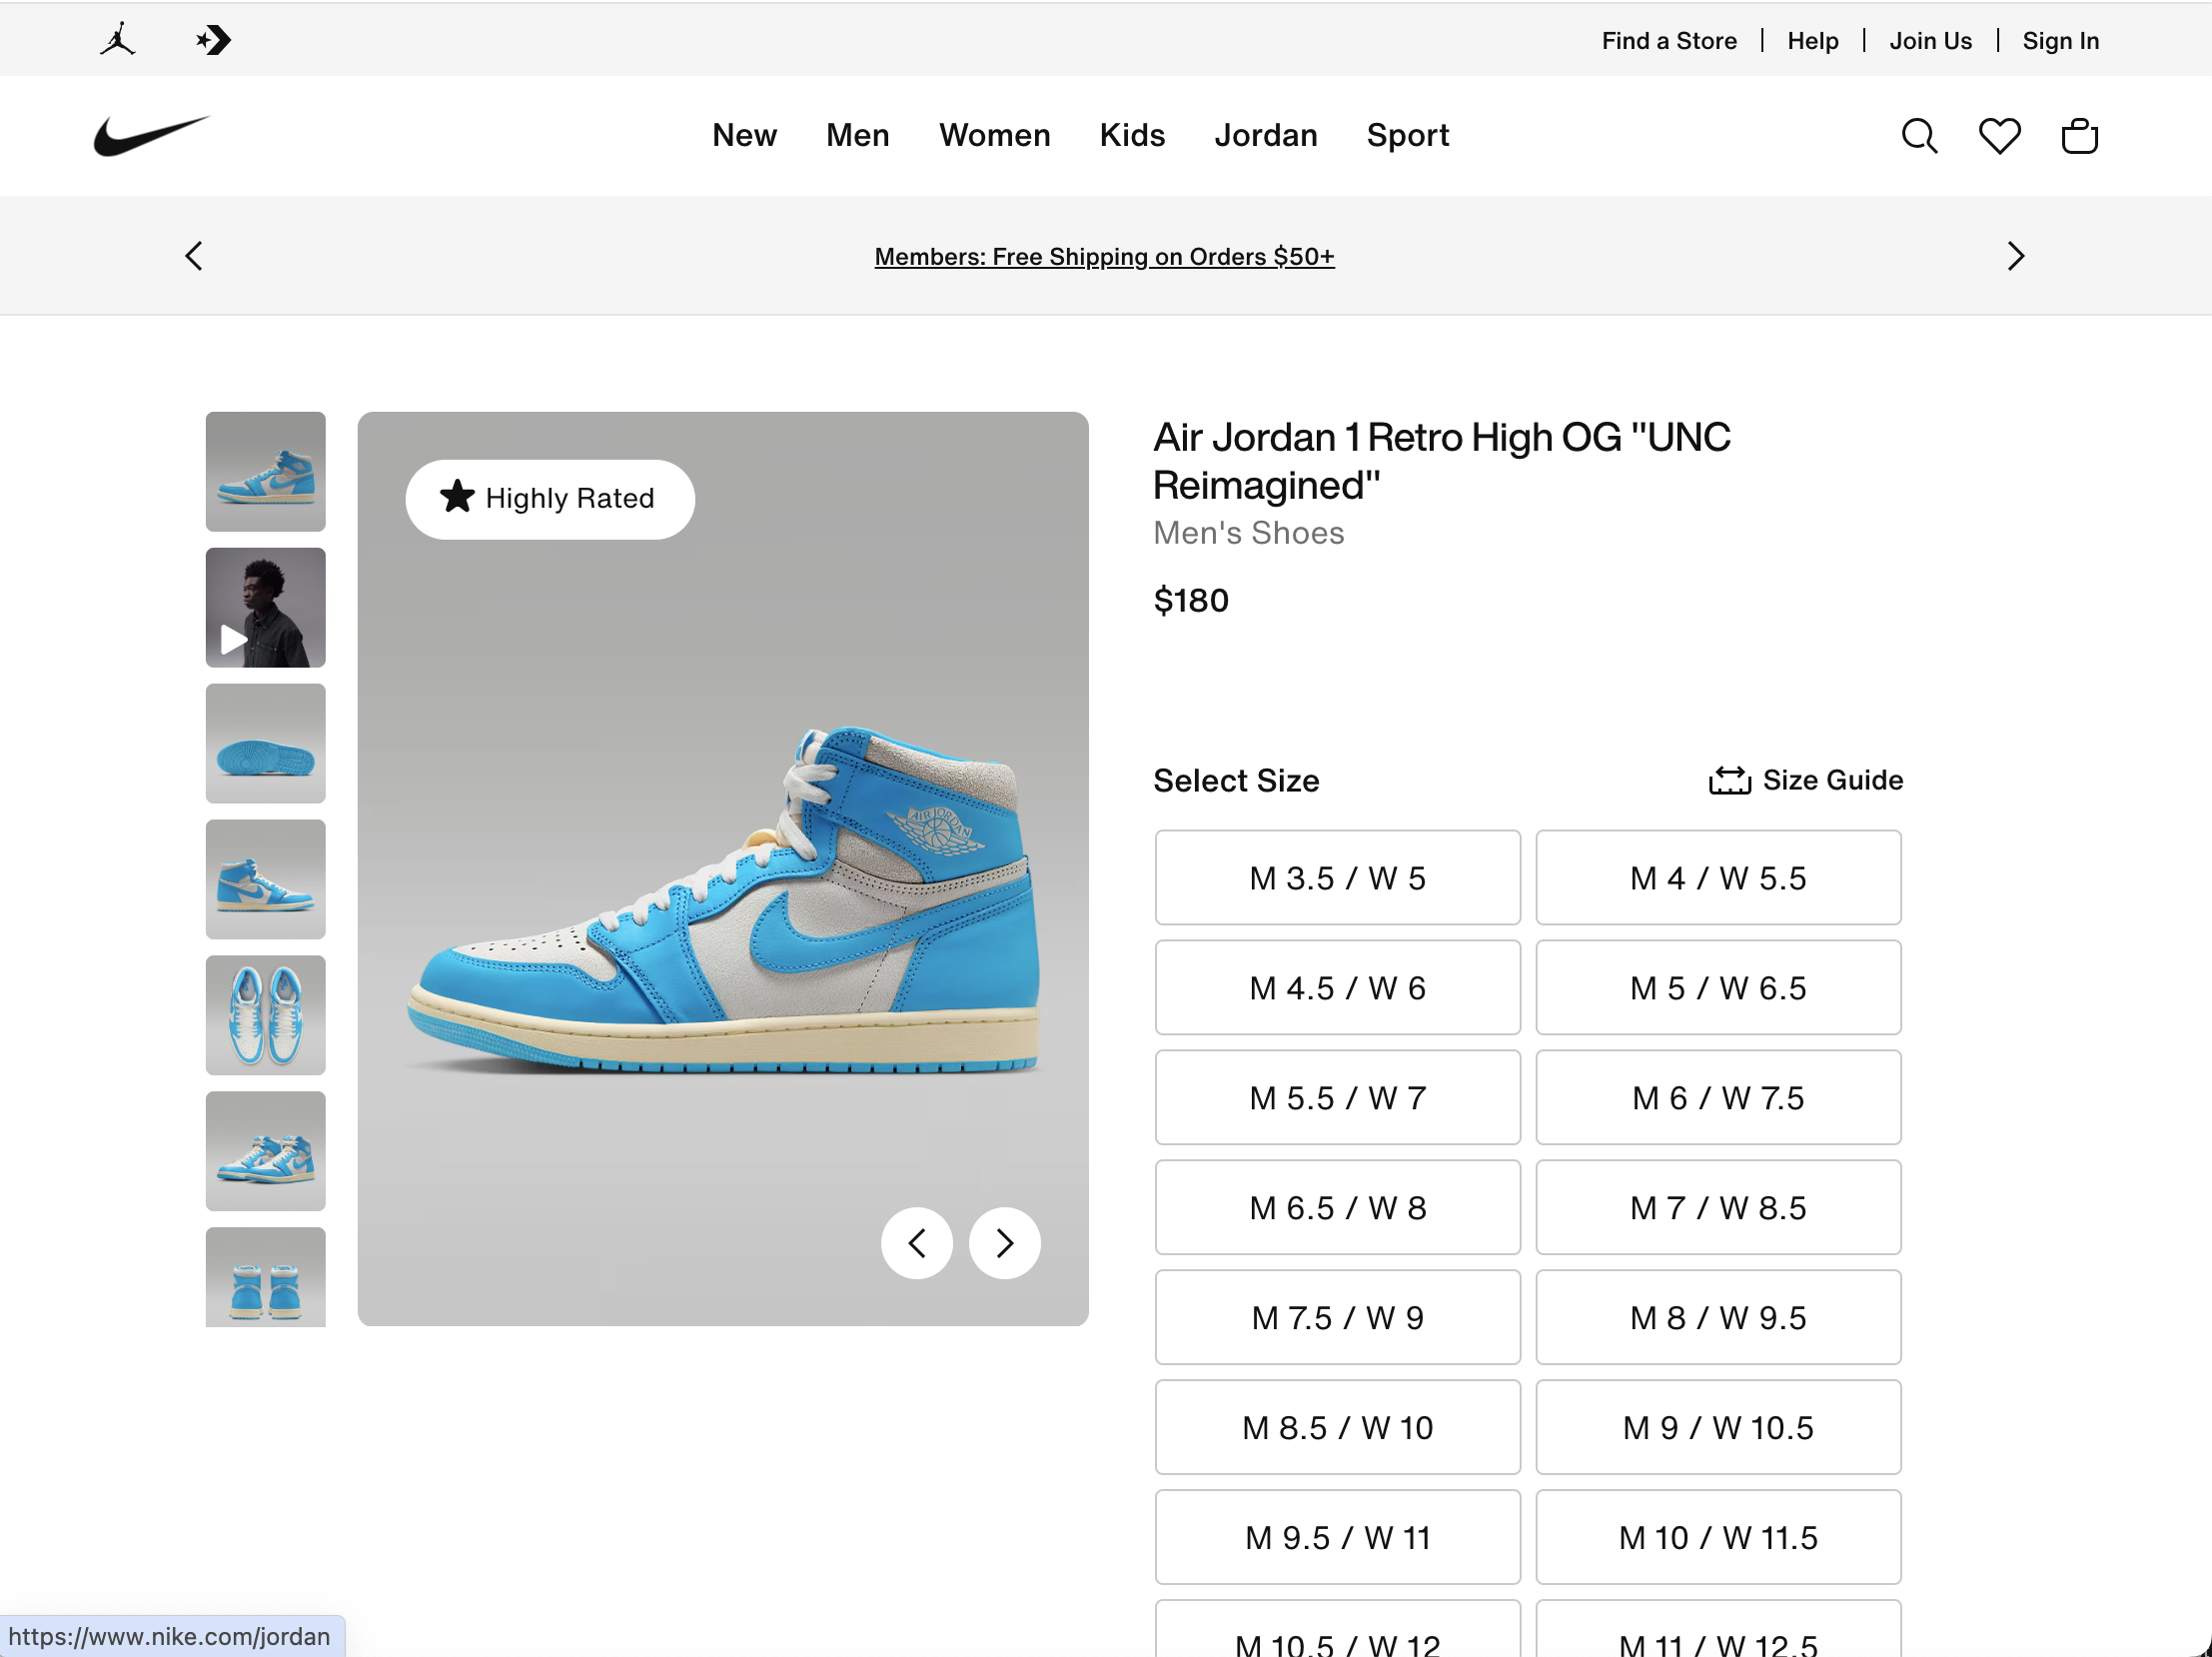 Find a Store | Help | Join Us | Sign In
New Men Women Kids Jordan Sport
Members: Free Shipping on Orders $50+
Highly Rated
AIR JORDAN
Air Jordan 1 Retro High OG "UNC
Reimagined"
Men's Shoes
$180
Select Size
Size Guide
M 3.5 / W 5
M 4 / W 5.5
M 4.5 / W 6
M 5 / W 6.5
M 5.5 / W 7
M 6 / W 7.5
M 6.5 / W 8
M 7 / W 8.5
M 7.5 / W 9
M 8 / W 9.5
M 8.5 / W 10
M 9 / W 10.5
M 9.5 / W 11
M 10 / W 11.5
M 10.5 / W 12
M 11 / W 12.5
https://www.nike.com/jordan